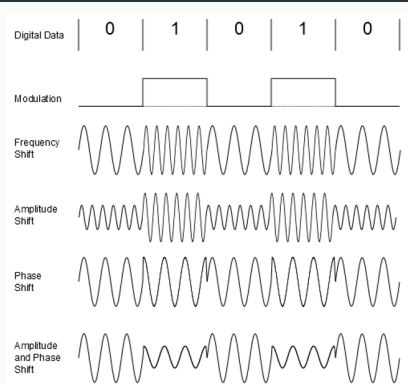 Digital Data 0 1 0 1 0
Modulation
Frequency
Shift
Amplitude
Shift
Phase
Shift
Amplitude
and Phase
Shift